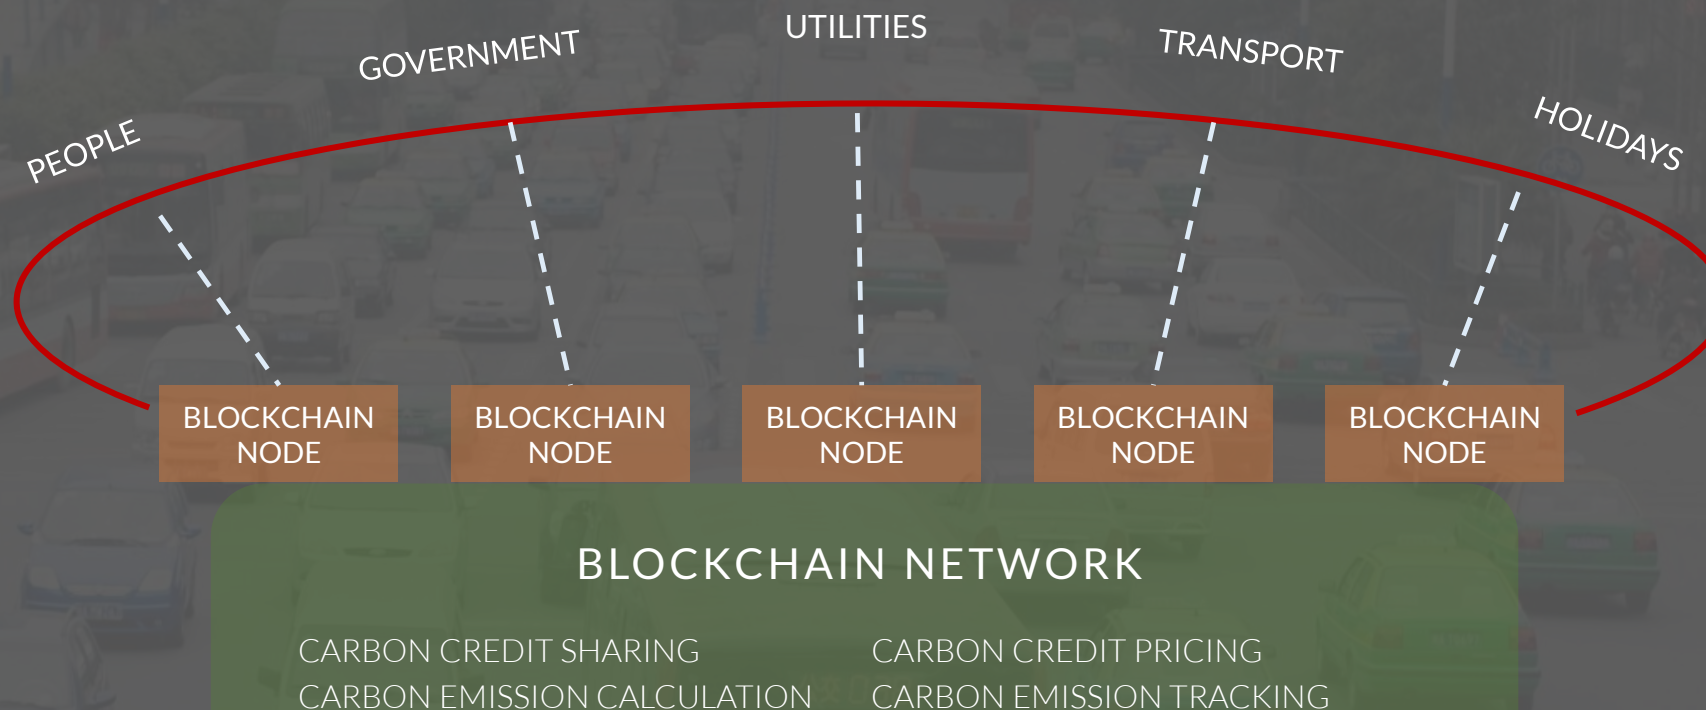 UTILITIES
GOVERNMENT
TRANSPORT
PEOPLE
HOLIDAYS
BLOCKCHAIN
NODE
BLOCKCHAIN
NODE
BLOCKCHAIN
NODE
BLOCKCHAIN
NODE
BLOCKCHAIN
NODE
BLOCKCHAIN NETWORK
CARBON CREDIT SHARING
CARBON CREDIT PRICING
CARBON EMISSION CALCULATION
CARBON EMISSION TRACKING